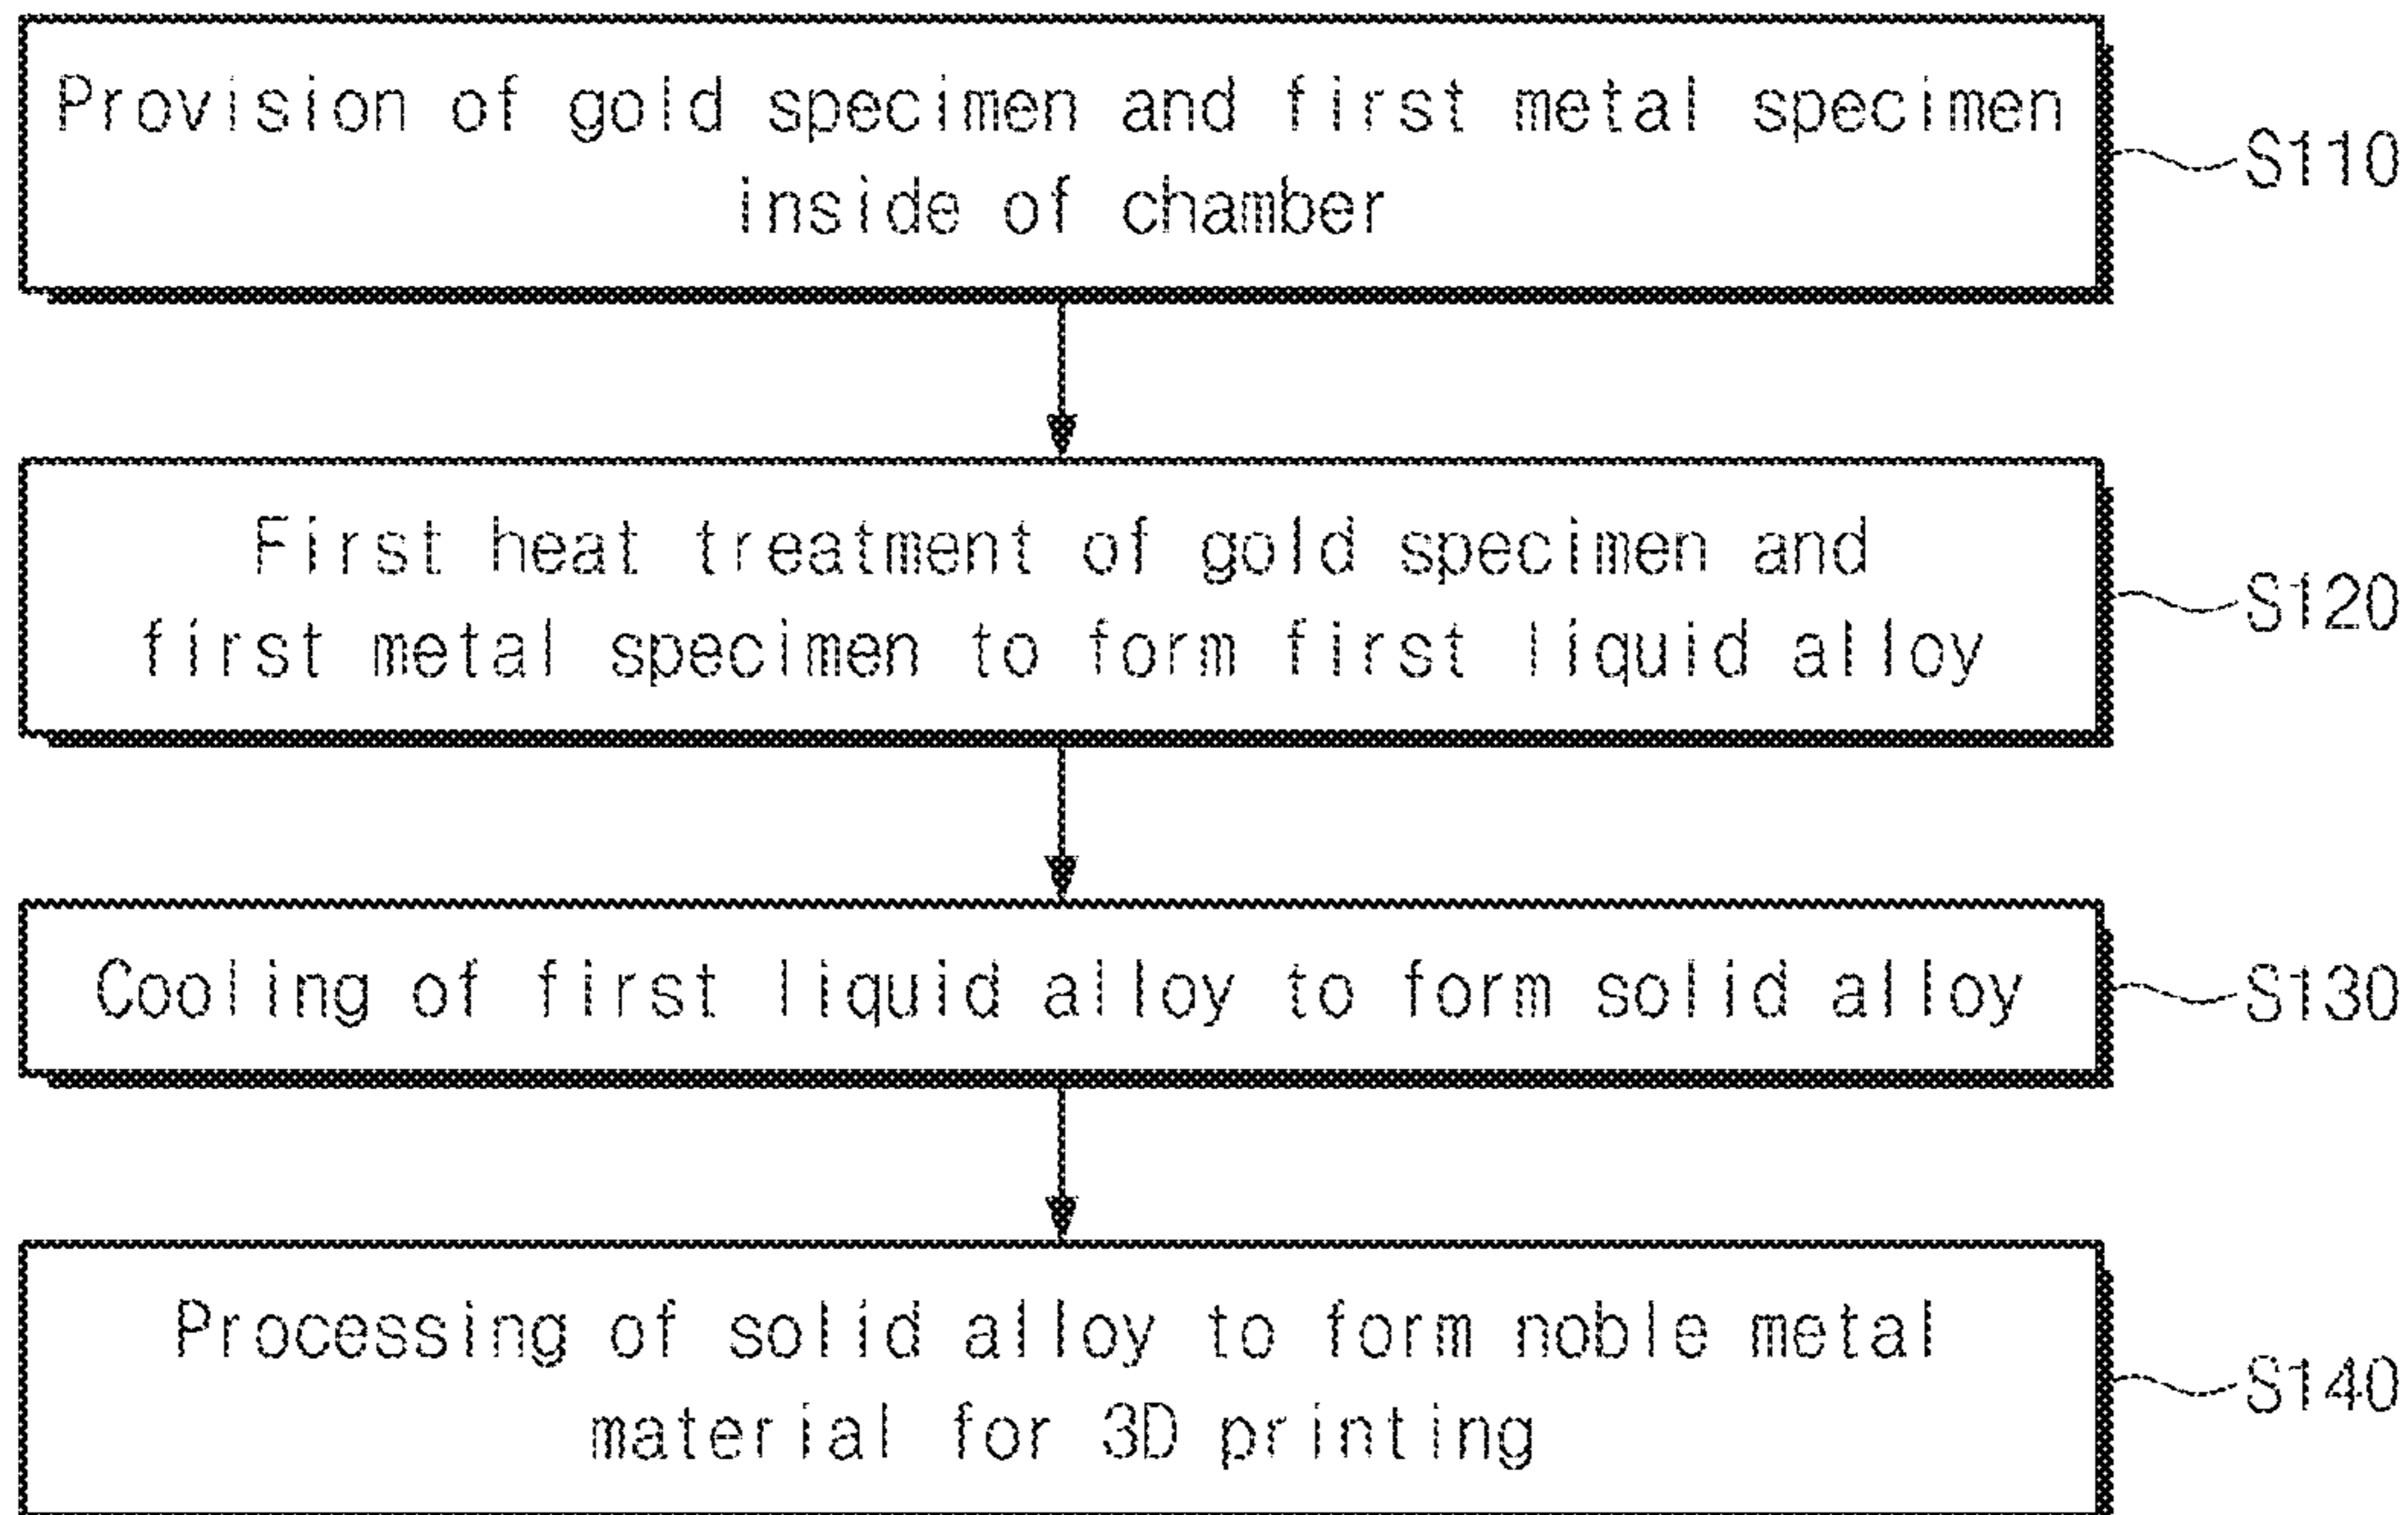 Provision of gold specimen and first metal specimen
inside of chamber
S110
First heat treatment of gold specimen and
first metal specimen to form first liquid alloy
S120
Cooling of first liquid alloy to form solid alloy
S130
Processing of solid alloy to form noble metal
material for 3D printing
S140